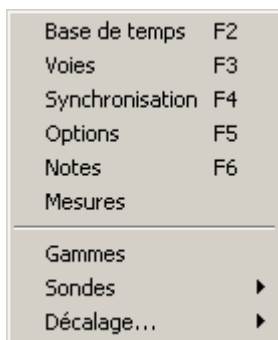 Base de temps F2
Voies F3
Synchronisation F4
Options F5
Notes F6
Mesures
Gammes
Sondes
Décalage...